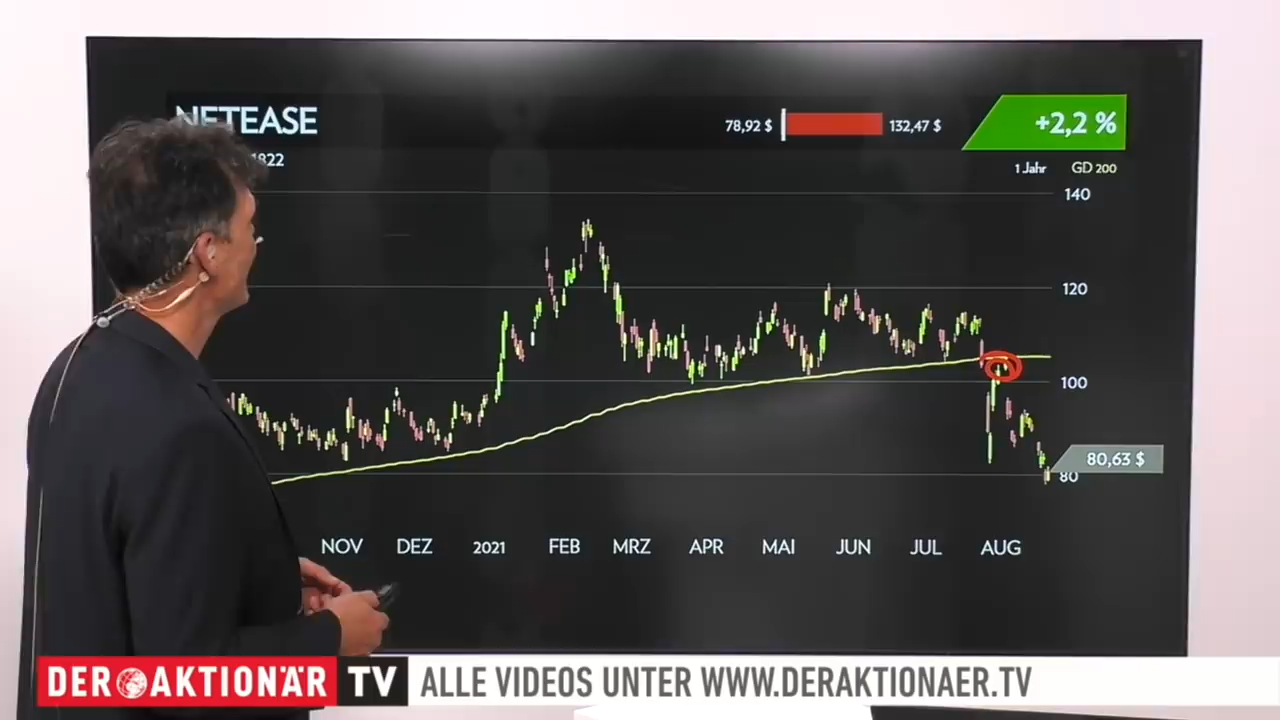 NETEASE
78,92 $ 132,47 $ +2,2 %
1822
1 Jahr GD 200
140
120
100
80,63 $
80
NOV DEZ 2021 FEB MRZ APR MAI JUN JUL AUG
DER AKTIONÄR TV ALLE VIDEOS UNTER WWW.DERAKTIONAER.TV